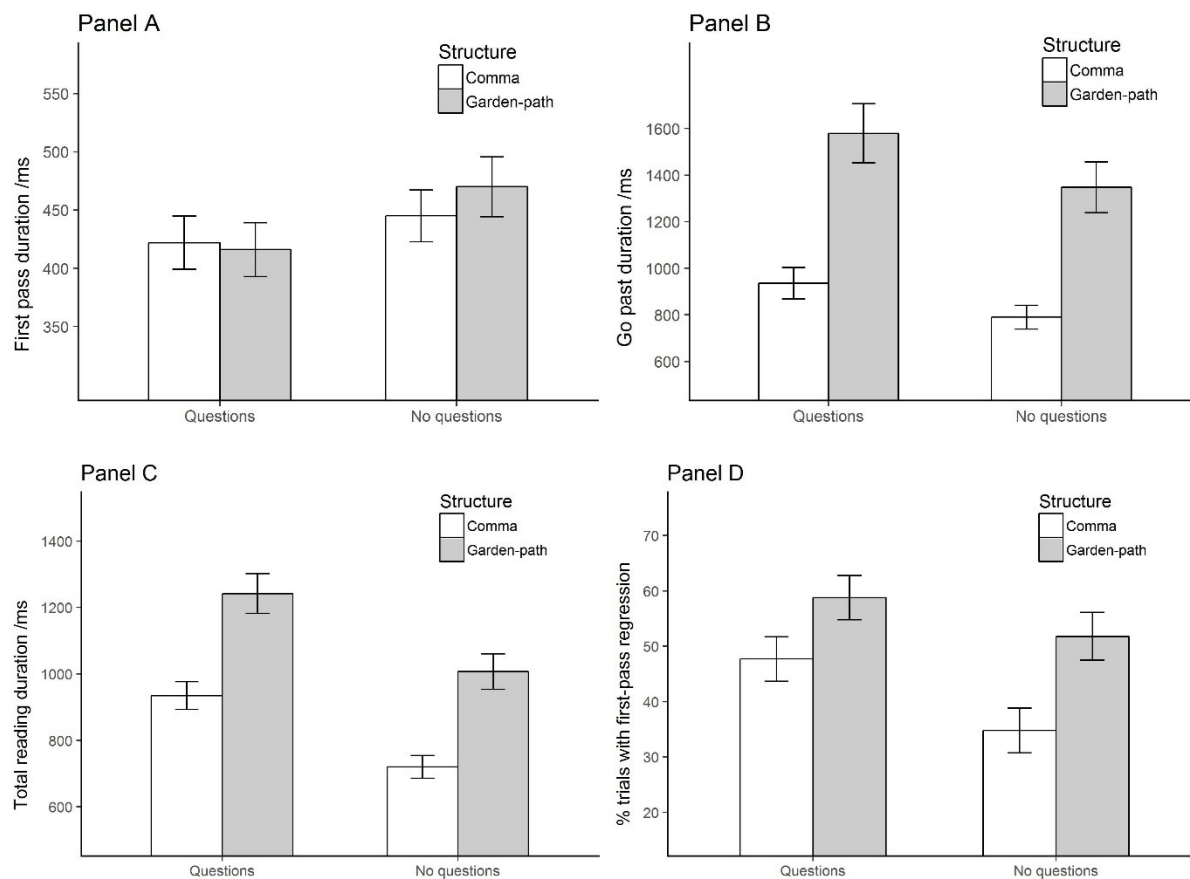 Panel A
Structure
Comma
Garden-path
First pass duration /ms
550
500
450
400
350
Questions
No questions
Panel B
Structure
Comma
Garden-path
Go past duration /ms
1600
1400
1200
1000
800
600
Questions
No questions
Panel C
Structure
Comma
Garden-path
Total reading duration /ms
1400
1200
1000
800
600
Questions
No questions
Panel D
Structure
Comma
Garden-path
% trials with first-pass regression
70
60
50
40
30
20
Questions
No questions